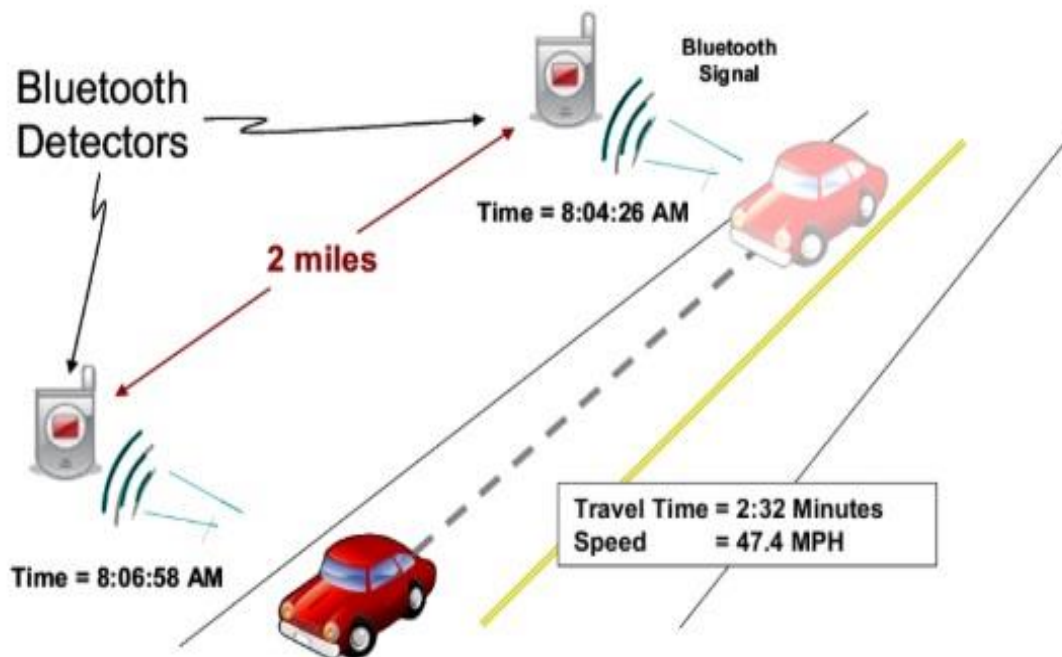 Bluetooth
Signal
Bluetooth
Detectors
Time = 8:04:26 AM
2 miles
Travel Time = 2:32 Minutes
Speed = 47.4 MPH
Time = 8:06:58 AM